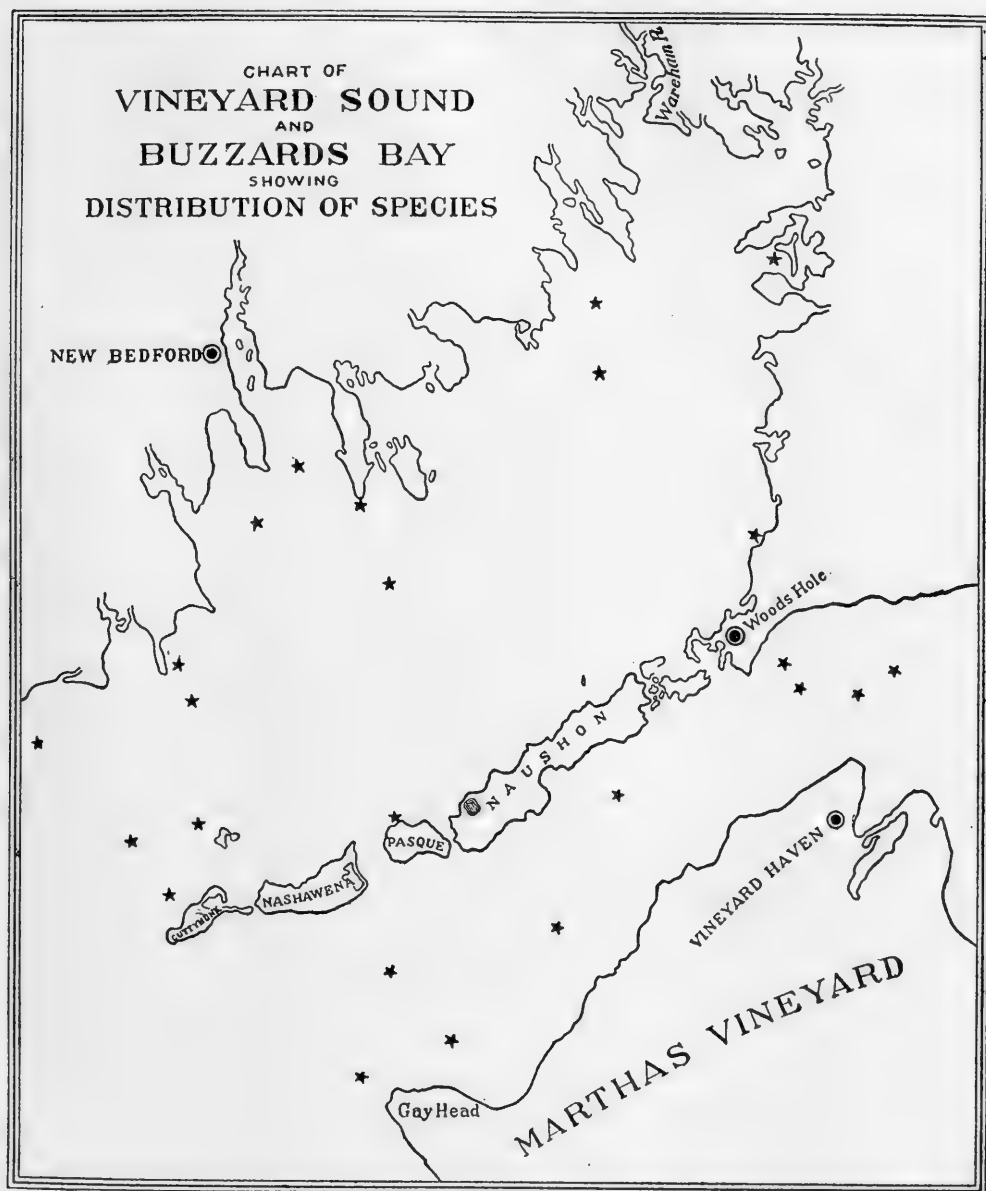 CHART OF
VINEYARD SOUND
AND
BUZZARDS BAY
SHOWING
DISTRIBUTION OF SPECIES
Wareham R.
NEW BEDFORD
Woods Hole
NAUSHON
PASQUE
NASHAWENA
CUTTYHUNK
VINEYARD HAVEN
MARTHAS VINEYARD
Gay Head